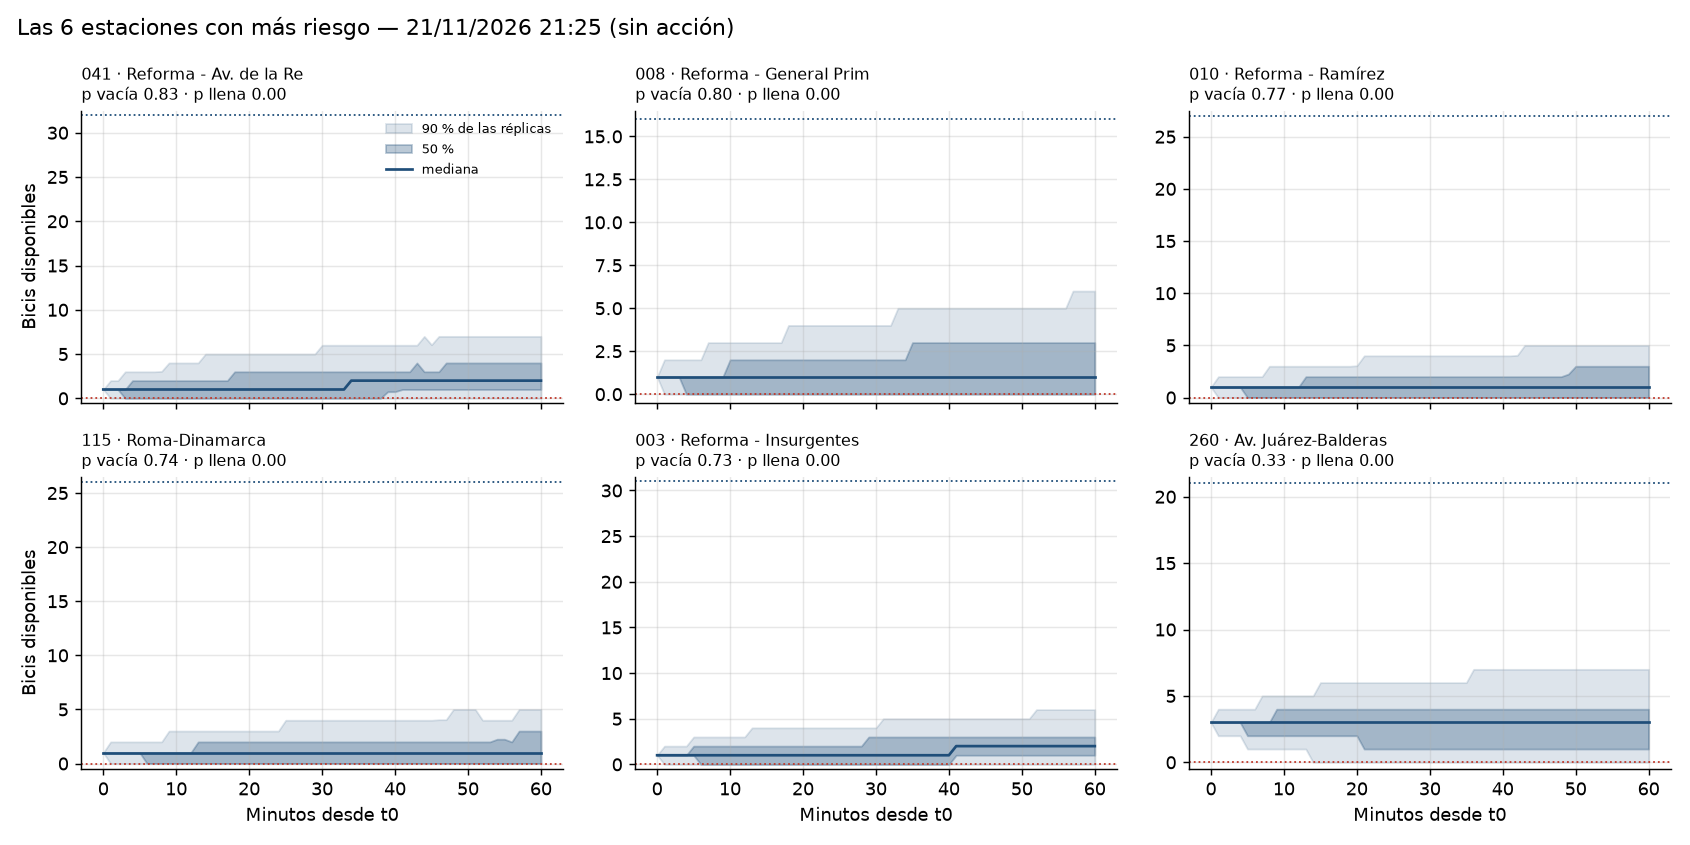 Las 6 estaciones con más riesgo — 21/11/2026 21:25 (sin acción)
041 · Reforma - Av. de la Re
p vacía 0.83 · p llena 0.00
90 % de las réplicas
50 %
mediana
Bicis disponibles
30
25
20
15
10
5
0
008 · Reforma - General Prim
p vacía 0.80 · p llena 0.00
15.0
12.5
10.0
7.5
5.0
2.5
0.0
010 · Reforma - Ramírez
p vacía 0.77 · p llena 0.00
25
20
15
10
5
0
115 · Roma-Dinamarca
p vacía 0.74 · p llena 0.00
Bicis disponibles
25
20
15
10
5
0
0 10 20 30 40 50 60
Minutos desde t0
003 · Reforma - Insurgentes
p vacía 0.73 · p llena 0.00
30
25
20
15
10
5
0
0 10 20 30 40 50 60
Minutos desde t0
260 · Av. Juárez-Balderas
p vacía 0.33 · p llena 0.00
20
15
10
5
0
0 10 20 30 40 50 60
Minutos desde t0